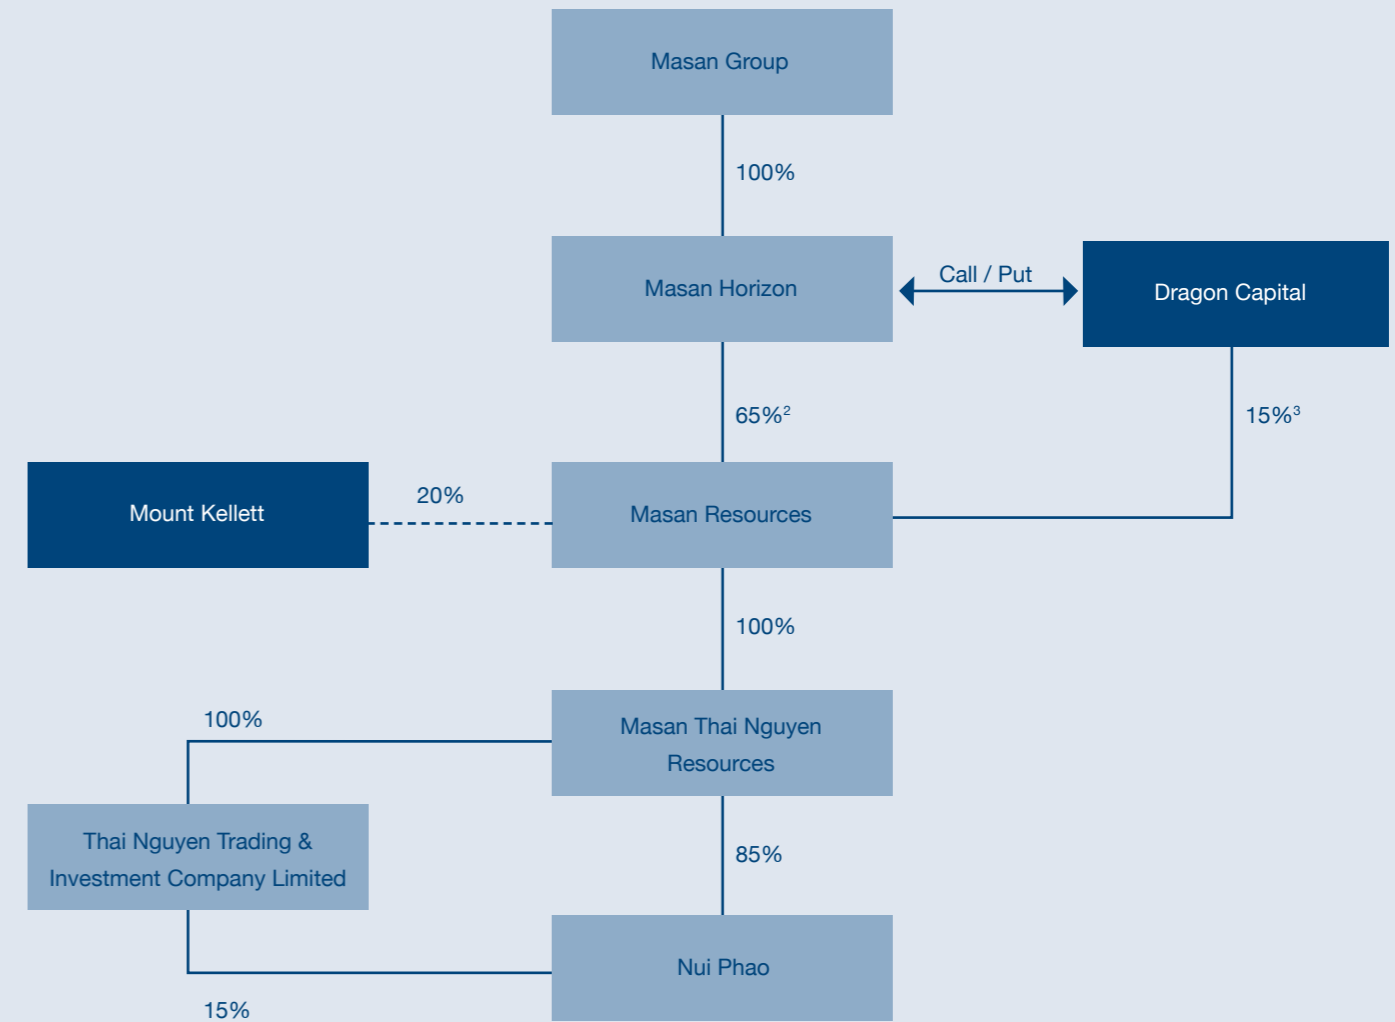 Masan Group
100%
Masan Horizon
Call / Put
Dragon Capital
65%²
15%³
Mount Kellett
20%
Masan Resources
100%
100%
Masan Thai Nguyen
Resources
Thai Nguyen Trading &
Investment Company Limited
85%
Nui Phao
15%